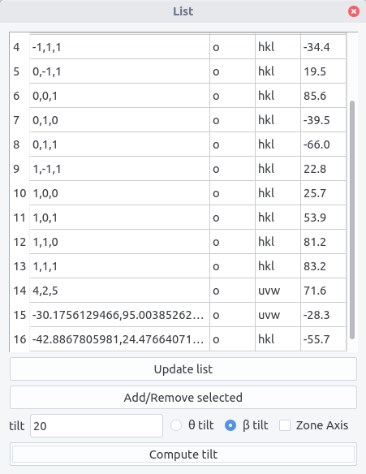 List
4 -1,1,1 o hkl -34.4
5 0,-1,1 o hkl 19.5
6 0,0,1 o hkl 85.6
7 0,1,0 o hkl -39.5
8 0,1,1 o hkl -66.0
9 1,-1,1 o hkl 22.8
10 1,0,0 o hkl 25.7
11 1,0,1 o hkl 53.9
12 1,1,0 o hkl 81.2
13 1,1,1 o hkl 83.2
14 4,2,5 o uvw 71.6
15 -30.1756129466,95.00385262... o uvw -28.3
16 -42.8867805981,24.47664071... o hkl -55.7
Update list
Add/Remove selected
tilt 20 θ tilt β tilt Zone Axis
Compute tilt